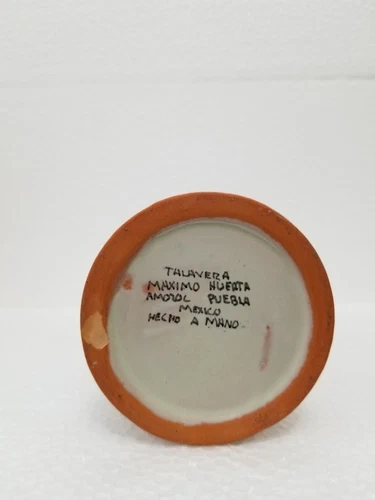 TALAVERA
MAXIMO HUERTA
AMOZOC PUEBLA
MEXICO
HECHO A MANO